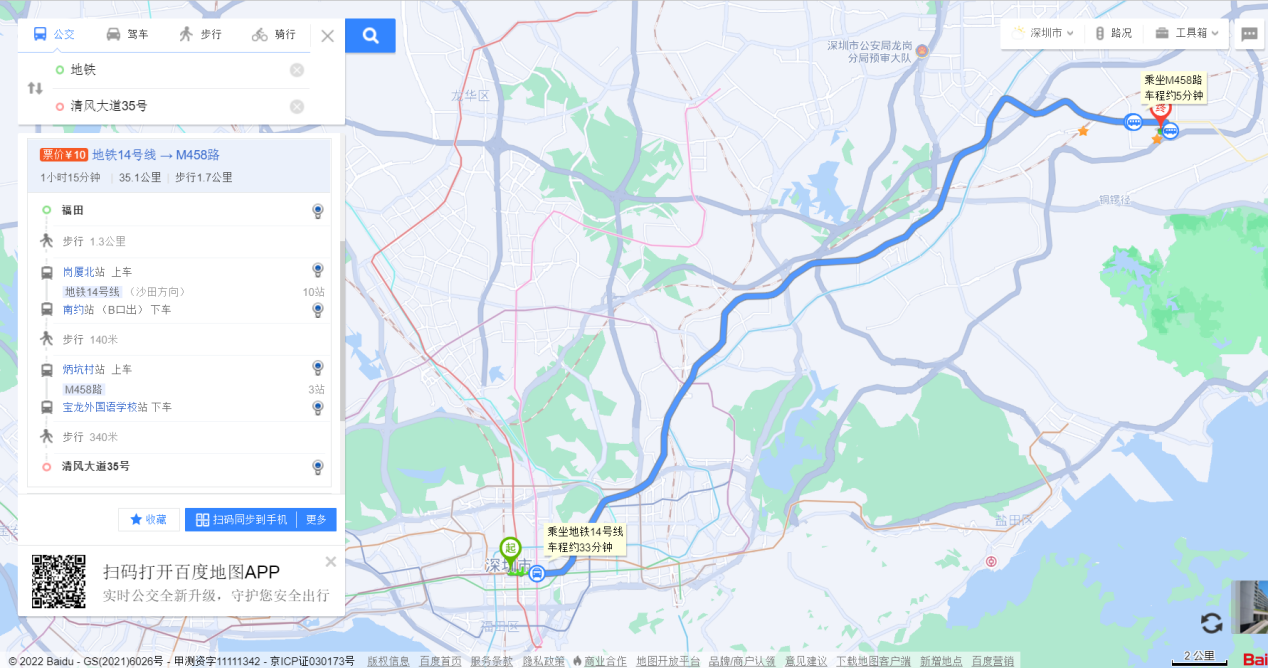 公交
驾车
步行
骑行
地铁
清风大道35号
票价¥10 地铁14号线 → M458路
1小时15分钟 | 35.1公里 | 步行1.7公里
福田
步行 1.3公里
岗厦北站 上车
地铁14号线 (沙田方向) 10站
南约站 (B口出) 下车
步行 140米
炳坑村站 上车
M458路 3站
宝龙外国语学校站 下车
步行 340米
清风大道35号
收藏
扫码同步到手机
更多
扫码打开百度地图APP
实时公交全新升级，守护您安全出行
深圳市
路况
工具箱
深圳市公安局龙岗
分局预审大队
龙华区
乘坐M458路
车程约5分钟
终
铜锣径
乘坐地铁14号线
车程约33分钟
起
深圳市
盐田区
福田区
2 公里
© 2022 Baidu - GS(2021)6026号 - 甲测资字11111342 - 京ICP证030173号 版权信息 百度首页 服务条款 隐私政策 商业合作 地图开放平台 品牌/商户认领 意见建议 下载地图客户端 新增地点 百度营销
Bai